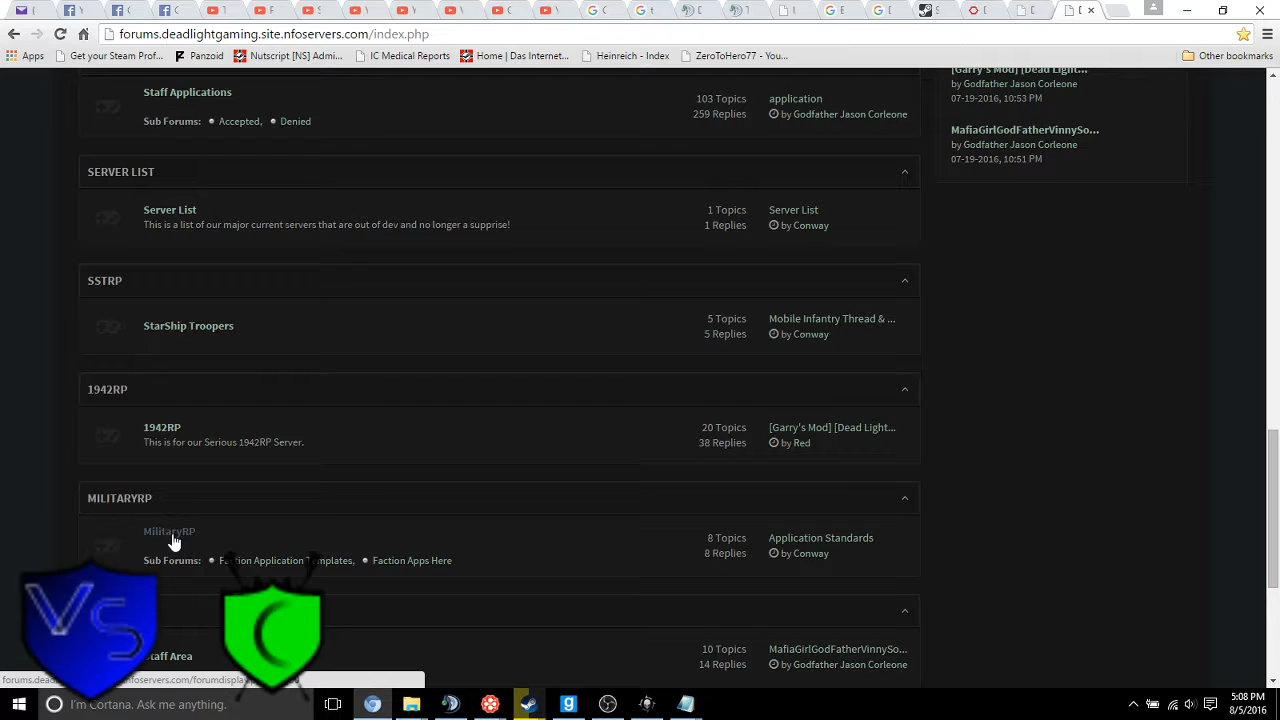 forums.deadlightgaming.site.nfoservers.com/index.php
Apps
Get your Steam Prof...
Panzoid
Nutscript [NS] Admin...
IC Medical Reports
Home | Das Internet...
Heinrich - Index
ZeroToHero77 - You...
Other bookmarks
[Garry's Mod] [Dead Light...
by Godfather Jason Corleone
07-19-2016, 10:53 PM
MafiaGirlGodFatherVinnySo...
by Godfather Jason Corleone
07-19-2016, 10:51 PM
Staff Applications
Sub Forums: Accepted, Denied
103 Topics
259 Replies
application
by Godfather Jason Corleone
SERVER LIST
Server List
This is a list of our major current servers that are out of dev and no longer a supprise!
1 Topics
1 Replies
Server List
by Conway
SSTRP
StarShip Troopers
5 Topics
5 Replies
Mobile Infantry Thread & ...
by Conway
1942RP
1942RP
This is for our Serious 1942RP Server.
20 Topics
38 Replies
[Garry's Mod] [Dead Light...
by Red
MILITARYRP
MilitaryRP
Sub Forums: Faction Application Templates, Faction Apps Here
8 Topics
8 Replies
Application Standards
by Conway
Staff Area
10 Topics
14 Replies
MafiaGirlGodFatherVinnySo...
by Godfather Jason Corleone
VS
C
I'm Cortana. Ask me anything.
5:08 PM
8/5/2016